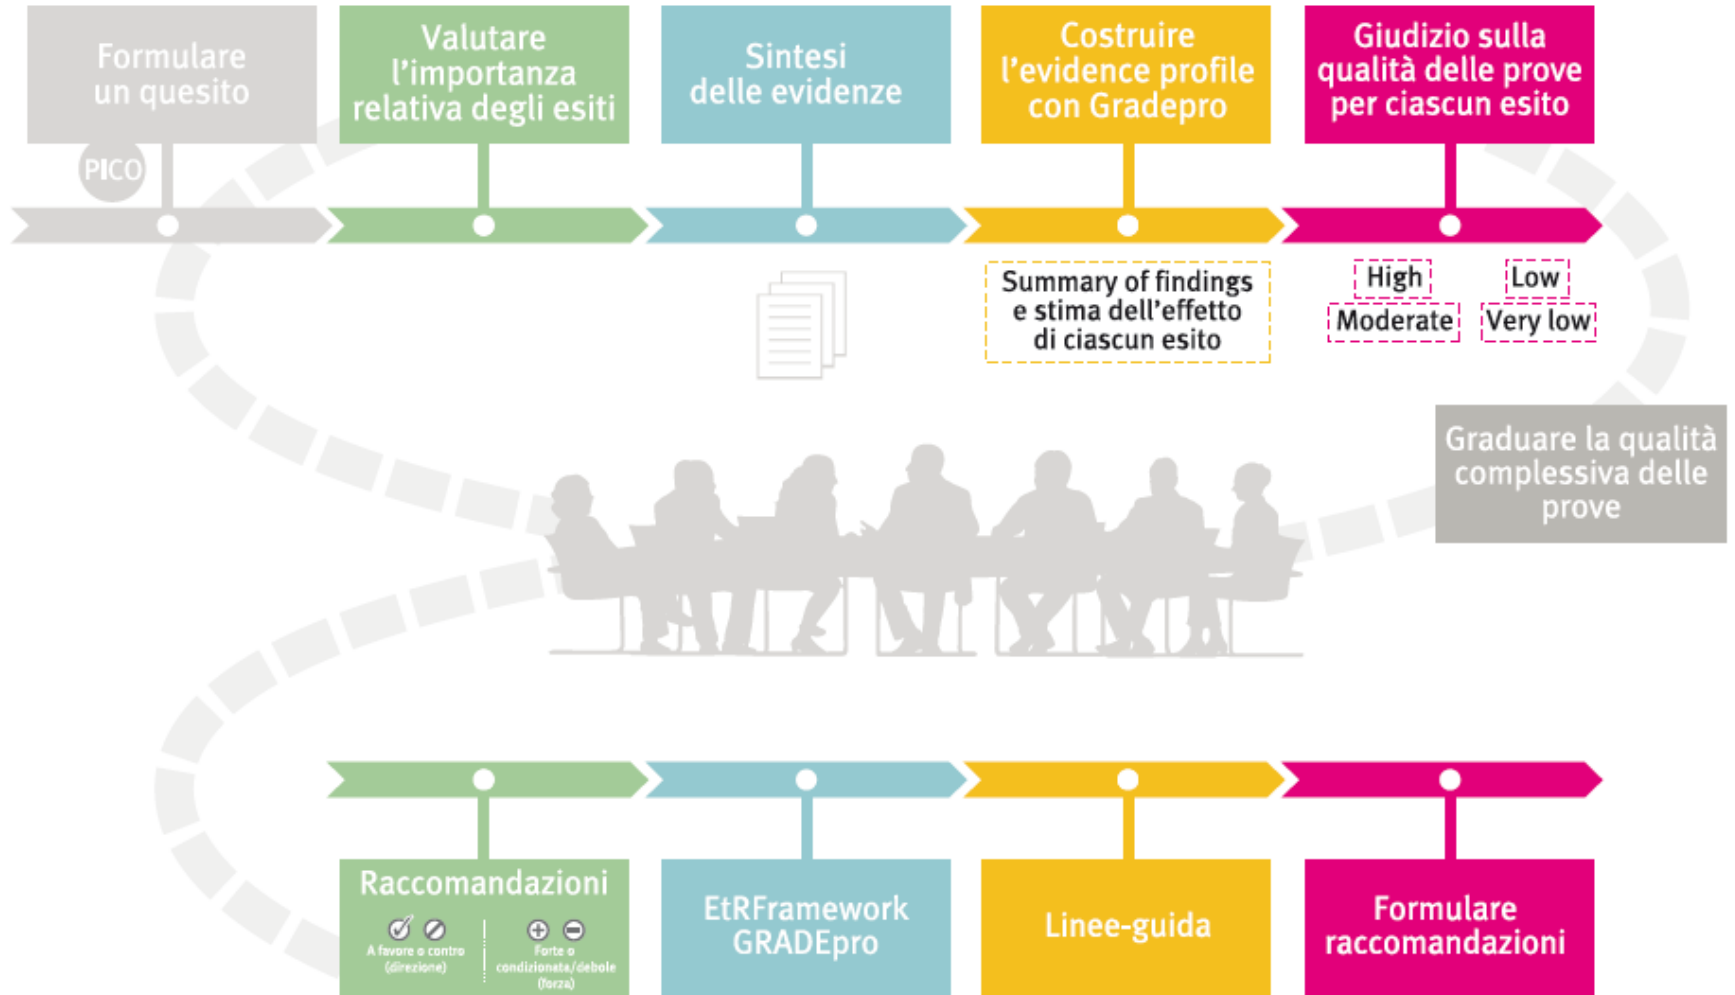 Formulare
un quesito
PICO
Valutare
l'importanza
relativa degli esiti
Sintesi
delle evidenze
Costruire
l'evidence profile
con Gradepro
Giudizio sulla
qualità delle prove
per ciascun esito
Summary of findings
e stima dell'effetto
di ciascun esito
High
Low
Moderate
Very low
Graduare la qualità
complessiva delle
prove
Raccomandazioni
A favore o contro
(direzione)
Forte o
condizionata/debole
(forza)
EtRFramework
GRADEpro
Linee-guida
Formulare
raccomandazioni